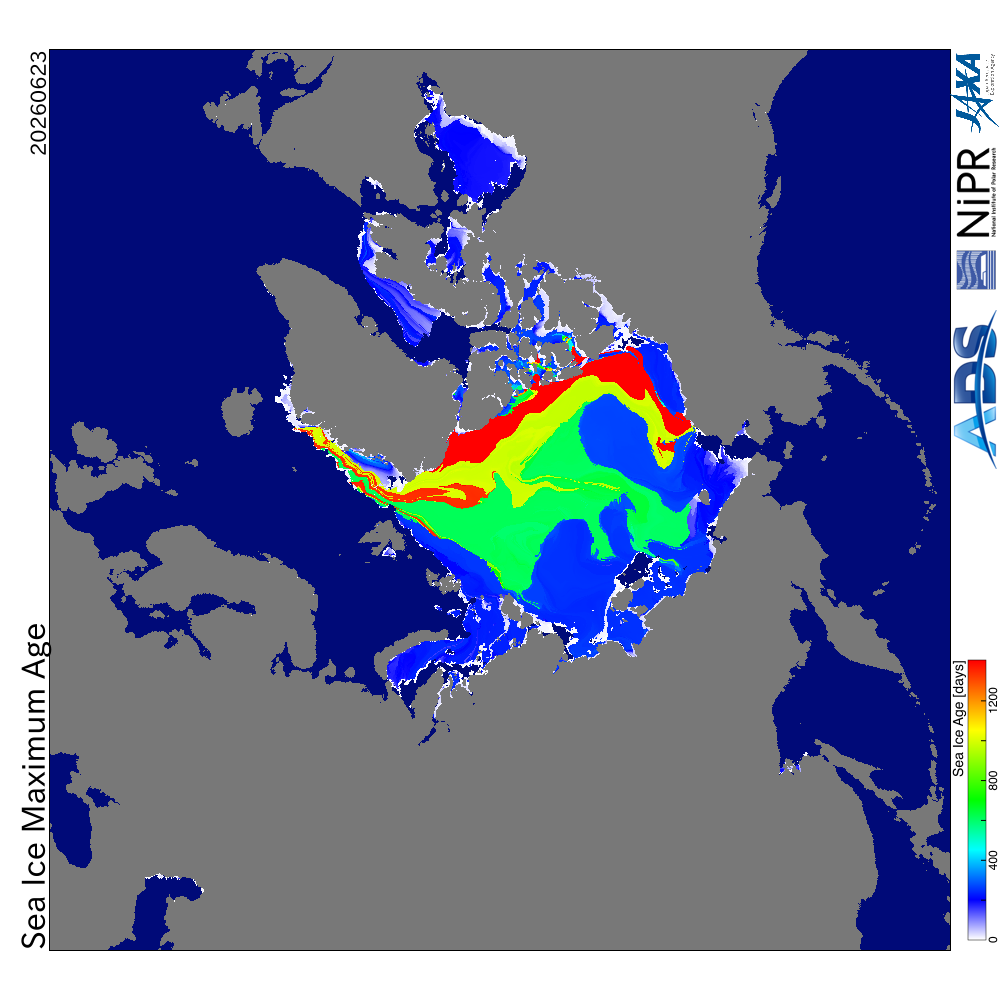 Sea Ice Maximum Age
20260623
JAXA
NiPR
National Institute of Polar Research
ADS
Sea Ice Age [days]
0
400
800
1200